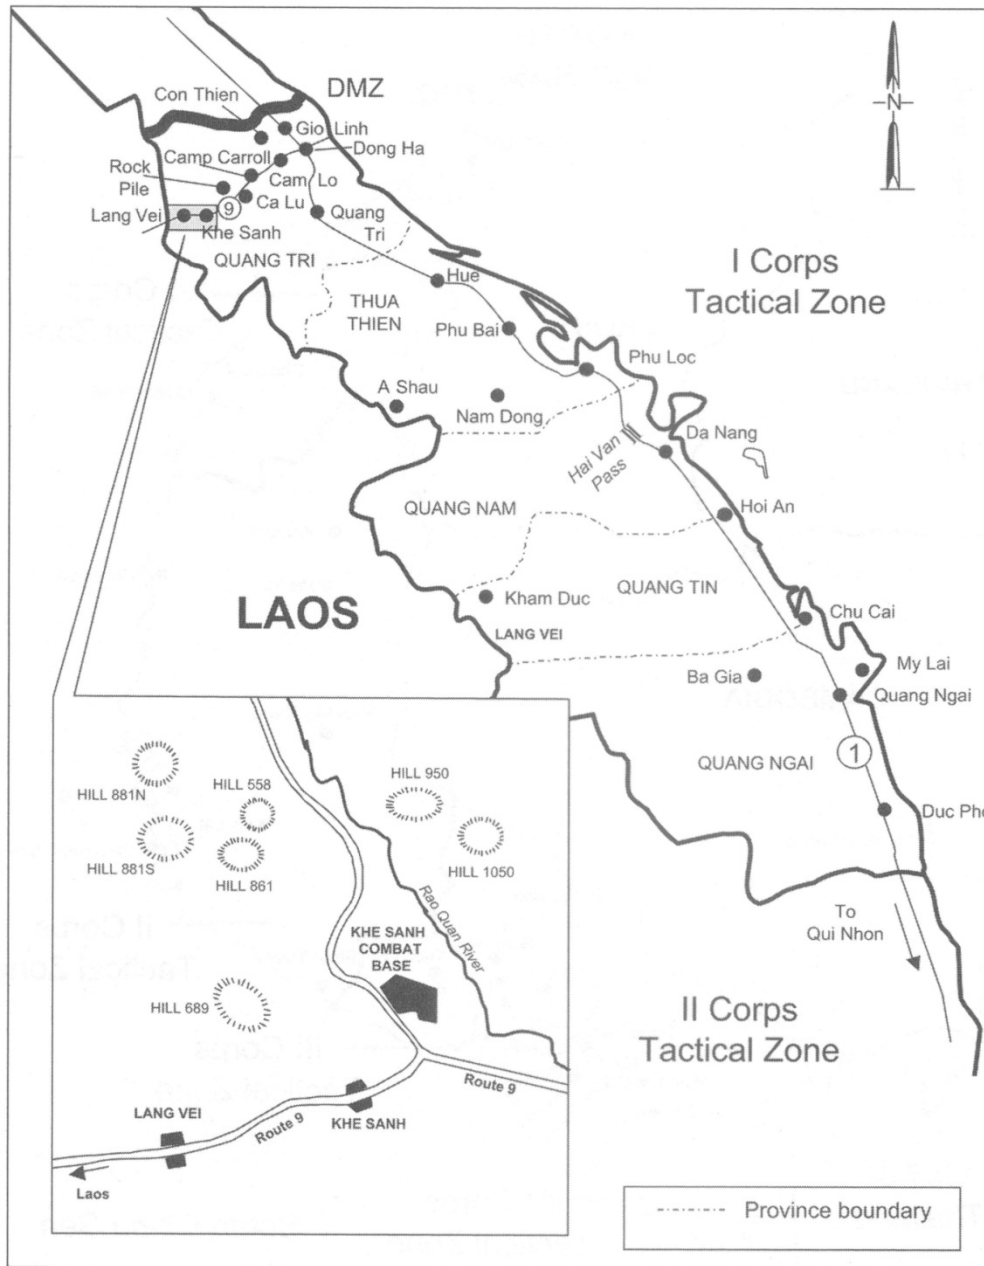 DMZ
Con Thien
Gio Linh
Dong Ha
Camp Carroll
Rock
Pile
Cam Lo
9
Ca Lu
Lang Vei
Khe Sanh
Quang
Tri
QUANG TRI
N
I Corps
Tactical Zone
Hue
THUA
THIEN
Phu Bai
Phu Loc
A Shau
Nam Dong
Hai Van
Pass
Da Nang
QUANG NAM
Hoi An
QUANG TIN
Kham Duc
LAOS
LANG VEI
Chu Cai
My Lai
Ba Gia
Quang Ngai
QUANG NGAI
1
Duc Pho
To
Qui Nhon
II Corps
Tactical Zone
HILL 881N
HILL 558
HILL 950
HILL 881S
HILL 861
HILL 1050
Rao Quan River
KHE SANH
COMBAT
BASE
HILL 689
Route 9
LANG VEI
Route 9
KHE SANH
Laos
Province boundary